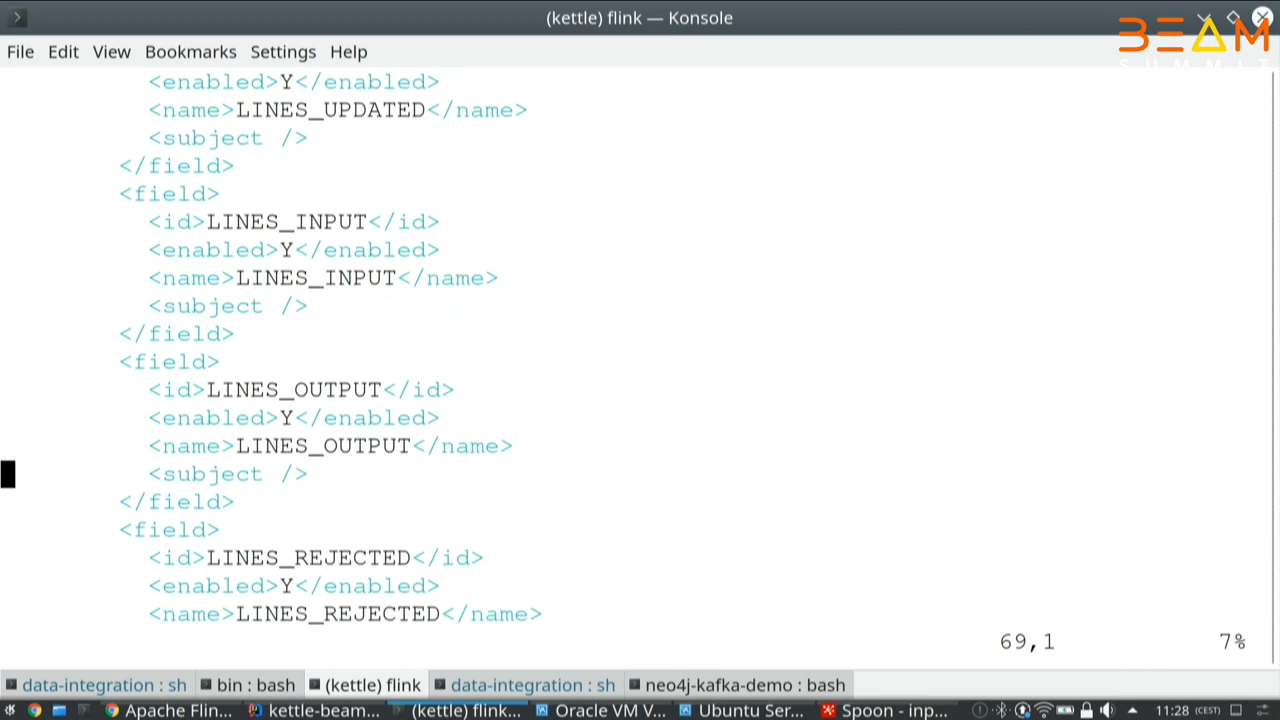 (kettle) flink — Konsole
BEAM
SUMMIT
File Edit View Bookmarks Settings Help
<enabled>Y</enabled>
<name>LINES_UPDATED</name>
<subject />
</field>
<field>
<id>LINES_INPUT</id>
<enabled>Y</enabled>
<name>LINES_INPUT</name>
<subject />
</field>
<field>
<id>LINES_OUTPUT</id>
<enabled>Y</enabled>
<name>LINES_OUTPUT</name>
<subject />
</field>
<field>
<id>LINES_REJECTED</id>
<enabled>Y</enabled>
<name>LINES_REJECTED</name>
69,1 7%
data-integration : sh bin : bash (kettle) flink data-integration : sh neo4j-kafka-demo : bash
Apache Flin... kettle-beam... (kettle) flink... Oracle VM V... Ubuntu Ser... Spoon - inp... 11:28 (CEST)